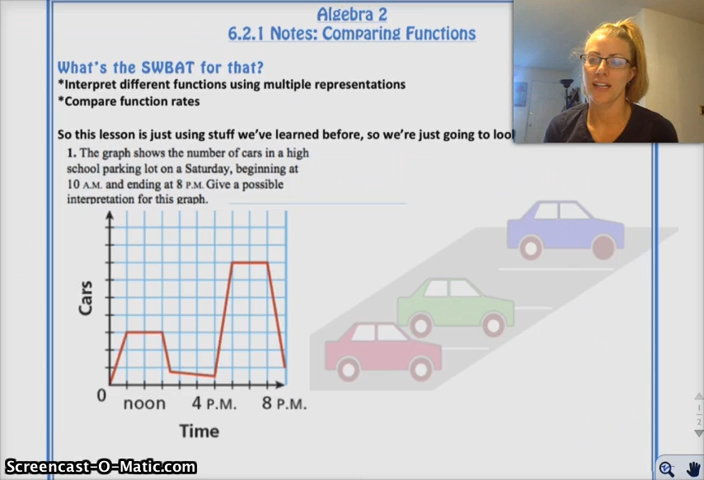 Algebra 2
6.2.1 Notes: Comparing Functions
What's the SWBAT for that?
*Interpret different functions using multiple representations
*Compare function rates
So this lesson is just using stuff we've learned before, so we're just going to
1. The graph shows the number of cars in a high
school parking lot on a Saturday, beginning at
10 A.M. and ending at 8 P.M. Give a possible
interpretation for this graph.
Cars
0
noon 4 P.M. 8 P.M.
Time
1
2
Screencast-O-Matic.com